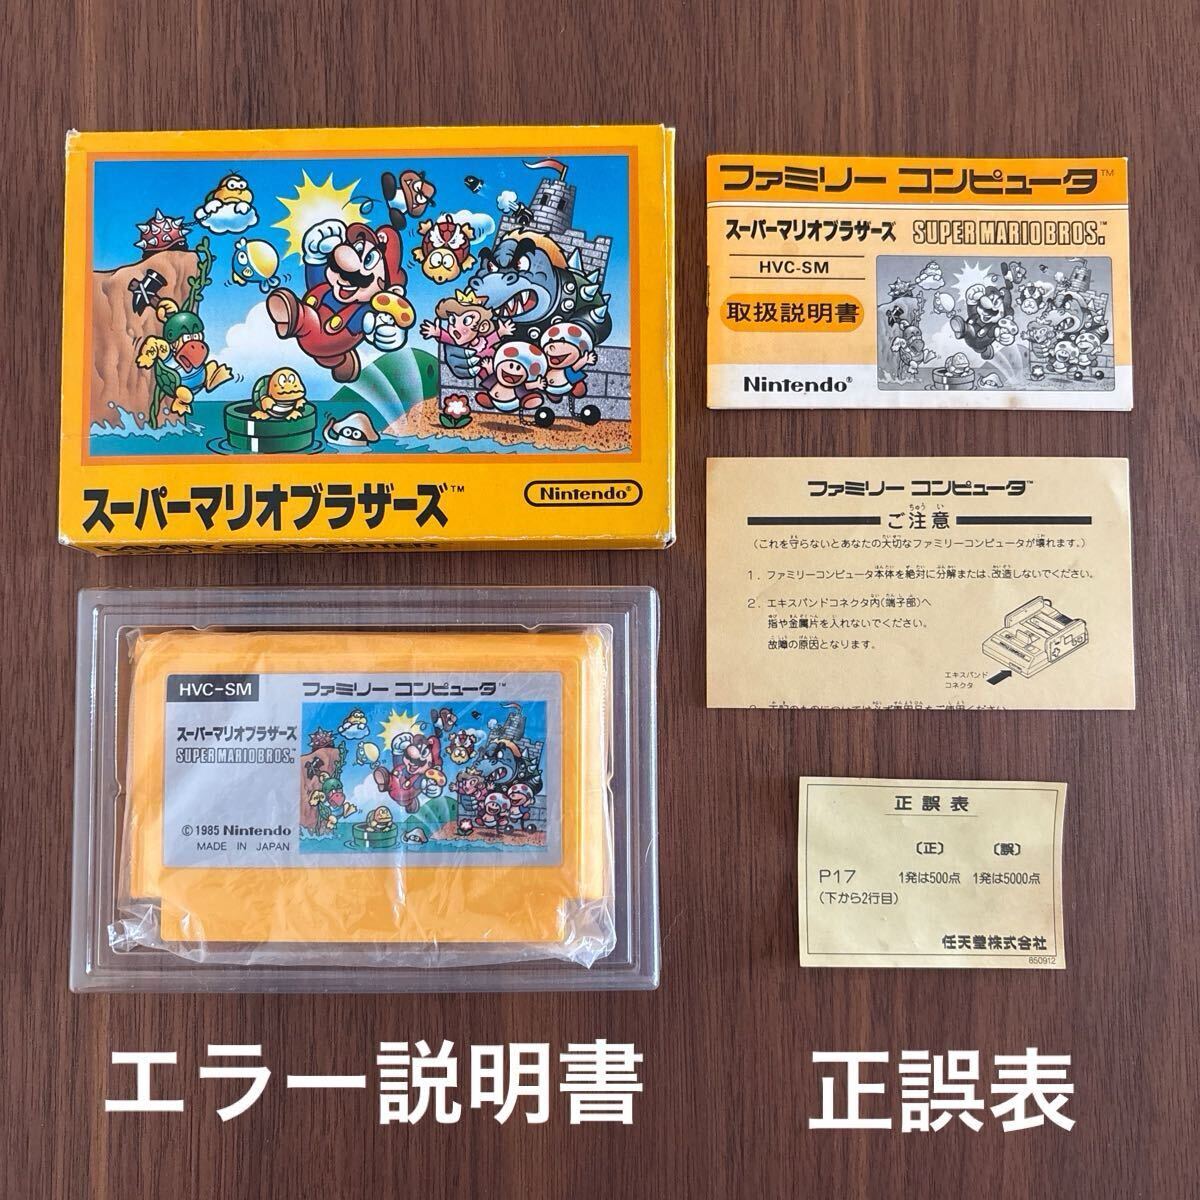 スーパーマリオブラザーズ™
Nintendo®
FAMILY COMPUTER
ファミリー コンピュータ™
スーパーマリオブラザーズ SUPER MARIO BROS.™
HVC-SM
取扱説明書
Nintendo®
ファミリー コンピュータ™
ご注意
(これを守らないとあなたの大切なファミリーコンピュータが壊れます。)
1. ファミリーコンピュータ本体を絶対に分解または、改造しないでください。
2. エキスパンドコネクタ内(端子部)へ
指や金属片を入れないでください。
故障の原因となります。
エキスパンド
コネクタ
HVC-SM
ファミリー コンピュータ™
スーパーマリオブラザーズ
SUPER MARIO BROS.™
© 1985 Nintendo
MADE IN JAPAN
正誤表
〔正〕 〔誤〕
P17 1発は500点 1発は5000点
(下から2行目)
任天堂株式会社
850912
エラー説明書
正誤表